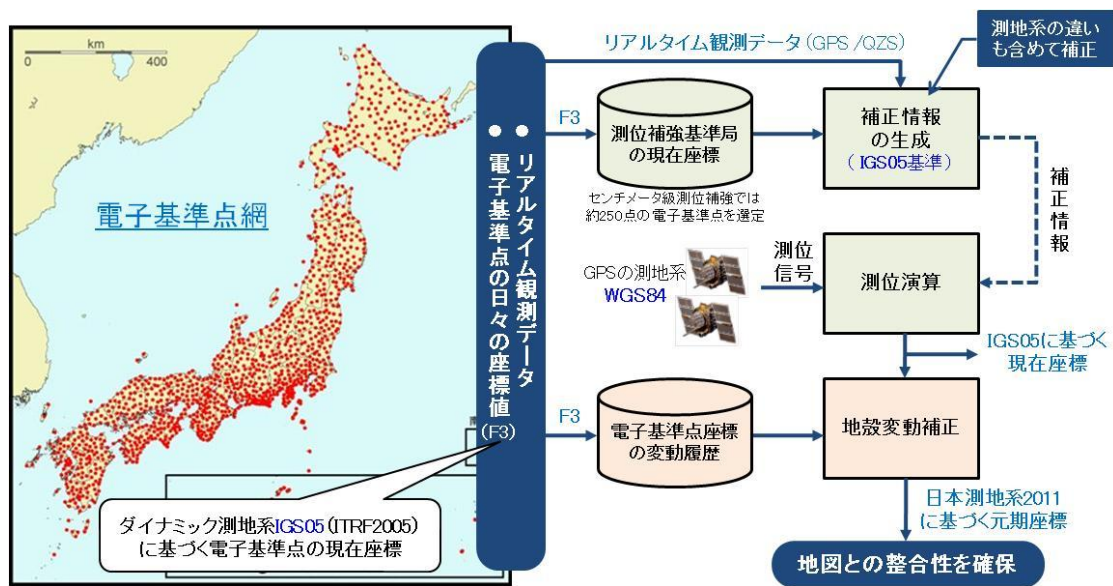 km
0 400
電子基準点網
ダイナミック測地系IGS05(ITRF2005)
に基づく電子基準点の現在座標
● リアルタイム観測データ
● 電子基準点の日々の座標値(F3)
リアルタイム観測データ(GPS/QZS)
測地系の違い
も含めて補正
F3
測位補強基準局
の現在座標
センチメータ級測位補強では
約250点の電子基準点を選定
補正情報
の生成
(IGS05基準)
補正情報
GPSの測地系
WGS84
測位
信号
測位演算
IGS05に基づく
現在座標
F3
電子基準点座標
の変動履歴
地殻変動補正
日本測地系2011
に基づく元期座標
地図との整合性を確保